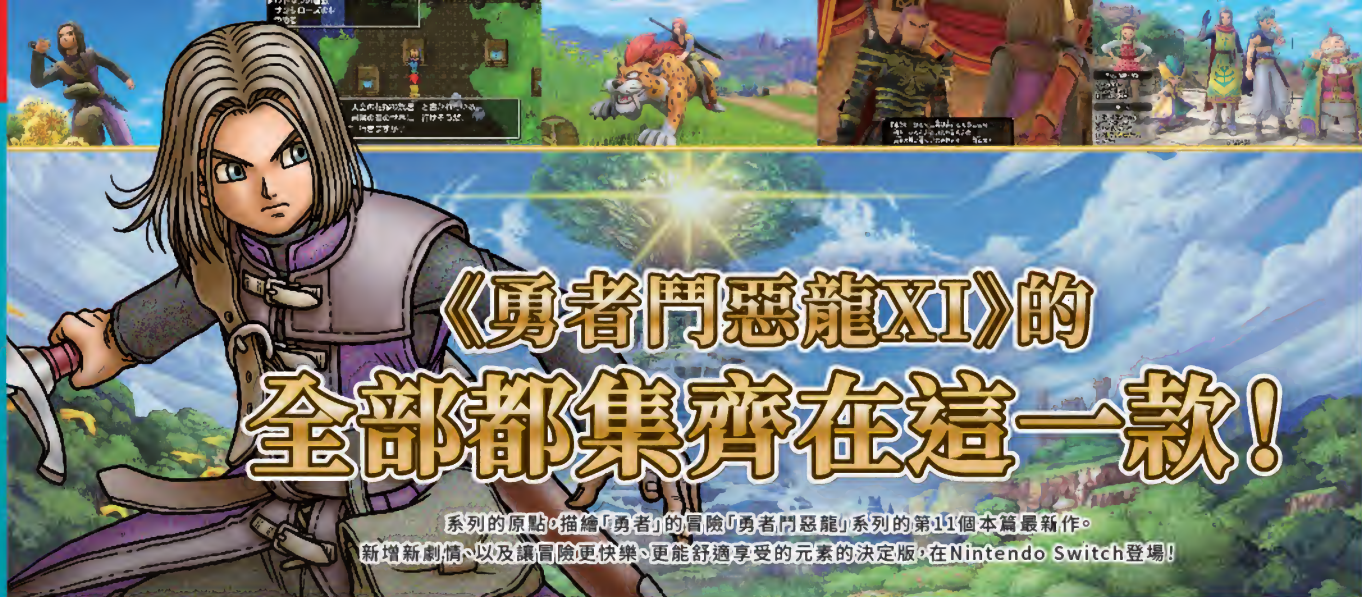 《勇者鬥惡龍XI》的
全部都集齊在這一款!
系列的原點,描繪「勇者」的冒險「勇者鬥惡龍」系列的第11個本篇最新作。
新增新劇情、以及讓冒險更快樂、更能舒適享受的元素的決定版,在Nintendo Switch登場!